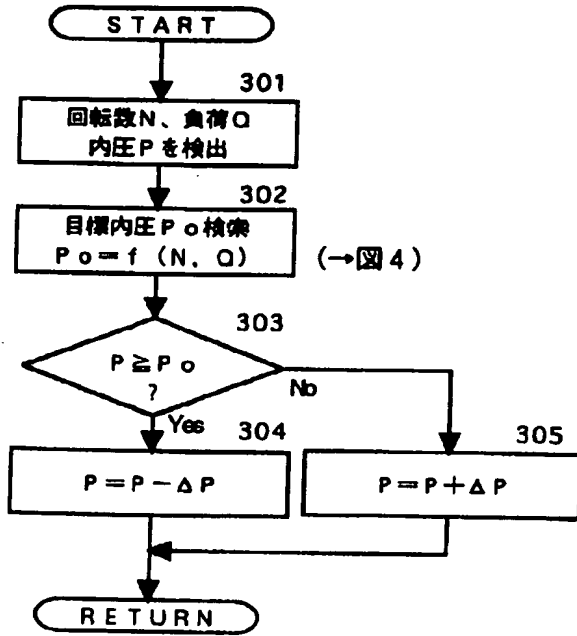 START
301
回転数N、負荷Q
内圧Pを検出
302
目標内圧Po検索
Po=f(N、Q)
(→図4)
303
P≧Po
?
No
Yes
304
P=P-ΔP
305
P=P+ΔP
RETURN